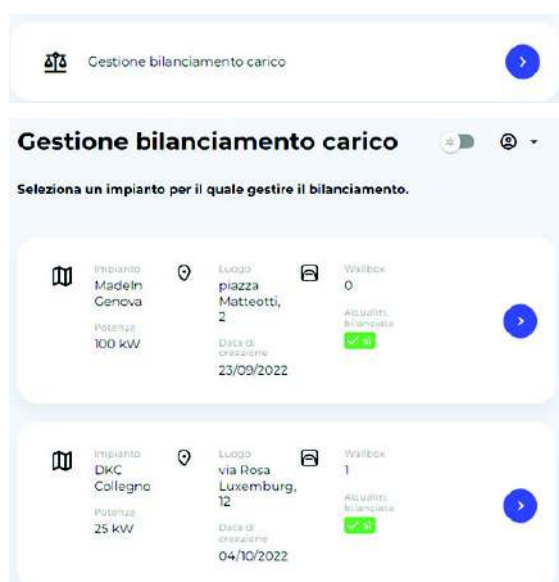 Gestione bilanciamento carico
Gestione bilanciamento carico
Seleziona un impianto per il quale gestire il bilanciamento.
Impianto
MadeIn
Genova
Potenza
100 kW
Luogo
piazza
Matteotti,
2
Data di
creazione
23/09/2022
Wallbox
0
Attualm.
bilanciata
sì
Impianto
DKC
Collegno
Potenza
25 kW
Luogo
via Rosa
Luxemburg,
12
Data di
creazione
04/10/2022
Wallbox
1
Attualm.
bilanciata
sì